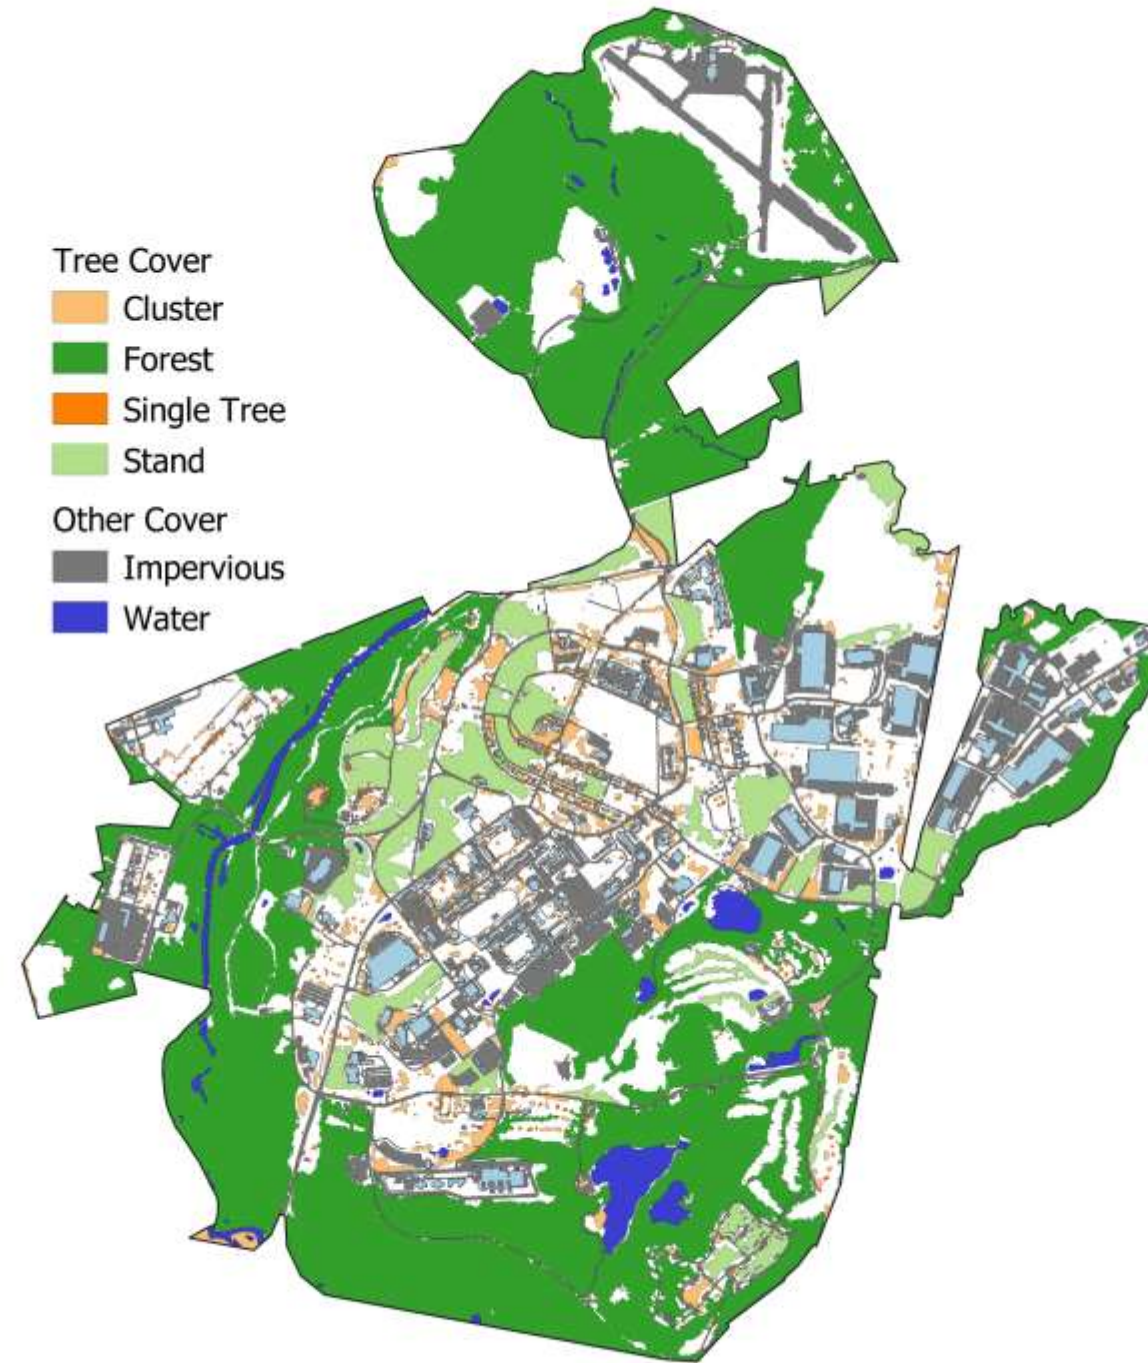 Tree Cover
Cluster
Forest
Single Tree
Stand
Other Cover
Impervious
Water